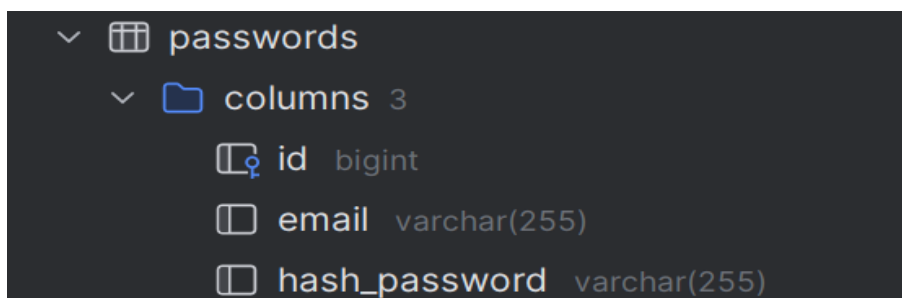 passwords
columns 3
id bigint
email varchar(255)
hash_password varchar(255)